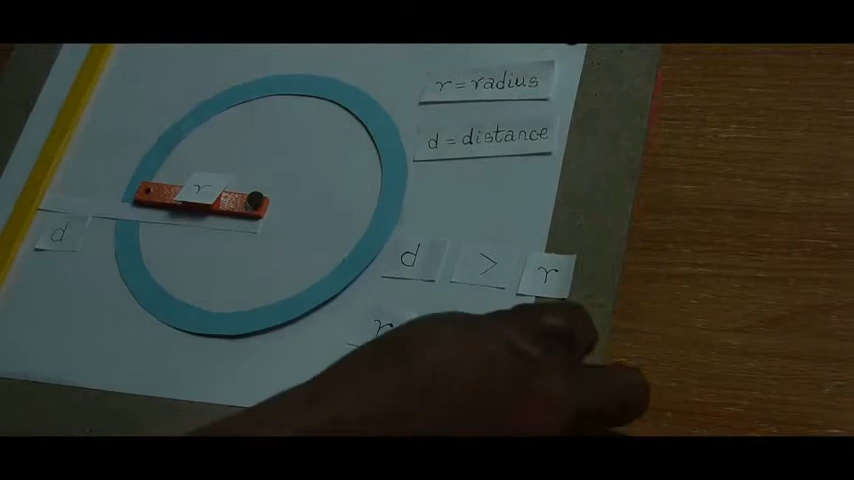 r = radius
d = distance
r
d
d > r
r